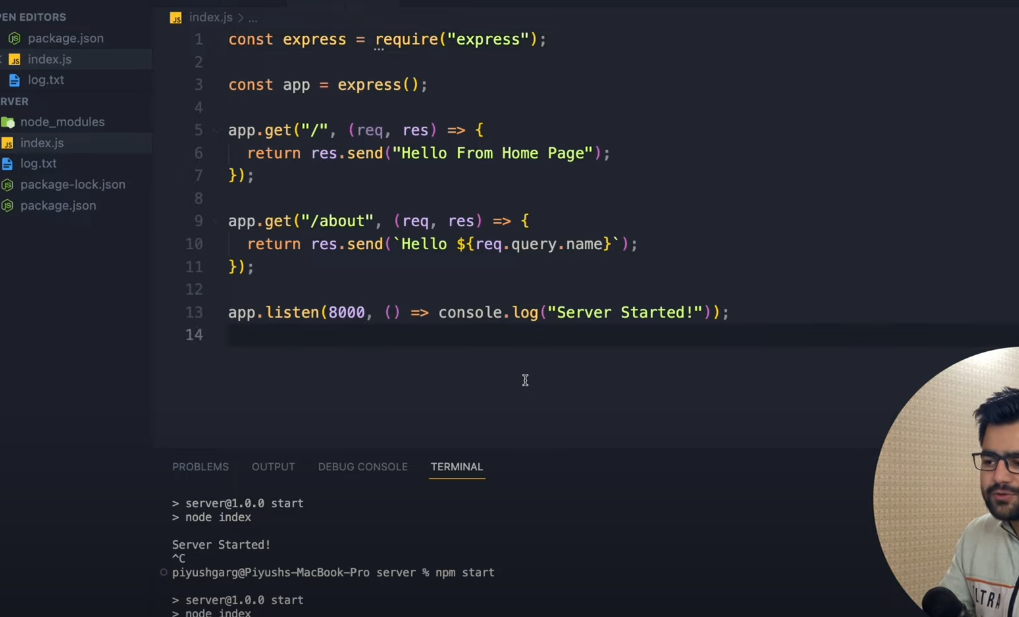 PEN EDITORS
package.json
index.js
log.txt
RVER
node_modules
index.js
log.txt
package-lock.json
package.json
JS index.js > ...
1 const express = require("express");
2
3 const app = express();
4
5 app.get("/", (req, res) => {
6 return res.send("Hello From Home Page");
7 });
8
9 app.get("/about", (req, res) => {
10 return res.send(`Hello ${req.query.name}`);
11 });
12
13 app.listen(8000, () => console.log("Server Started!"));
14
PROBLEMS OUTPUT DEBUG CONSOLE TERMINAL
> server@1.0.0 start
> node index
Server Started!
^C
piyushgarg@Piyushs-MacBook-Pro server % npm start
> server@1.0.0 start
> node index
LTRA